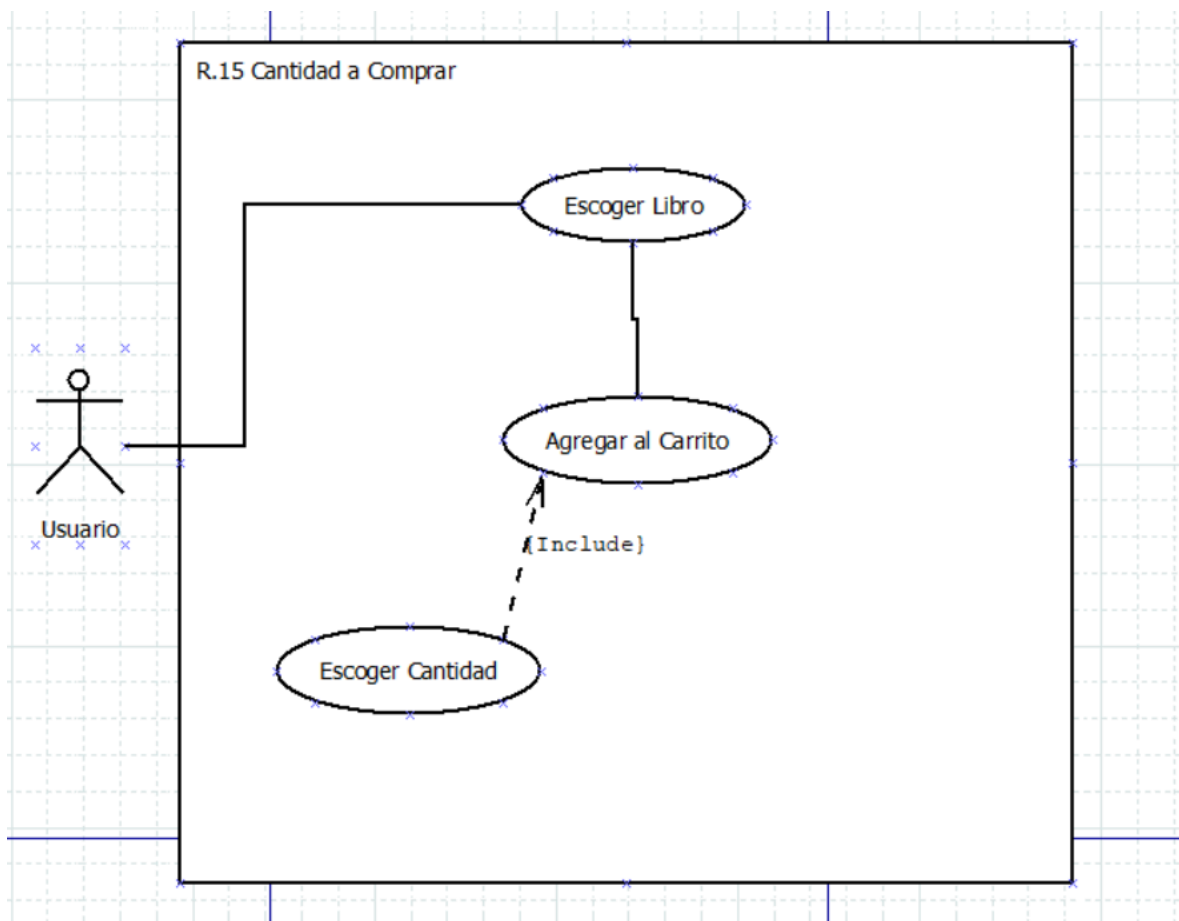 R.15 Cantidad a Comprar
Escoger Libro
Agregar al Carrito
Usuario
{Include}
Escoger Cantidad